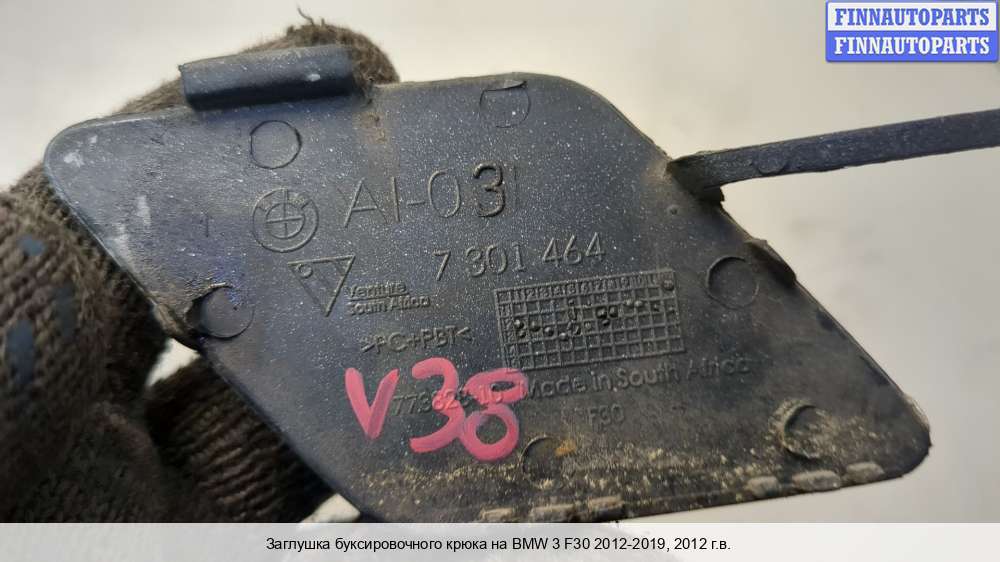 FINNAUTOPARTS
FINNAUTOPARTS
AI-03
7 301 464
Ventura
South Africa
>PC+PBT<
Made in South Africa
V38
F30
Заглушка буксировочного крюка на BMW 3 F30 2012-2019, 2012 г.в.